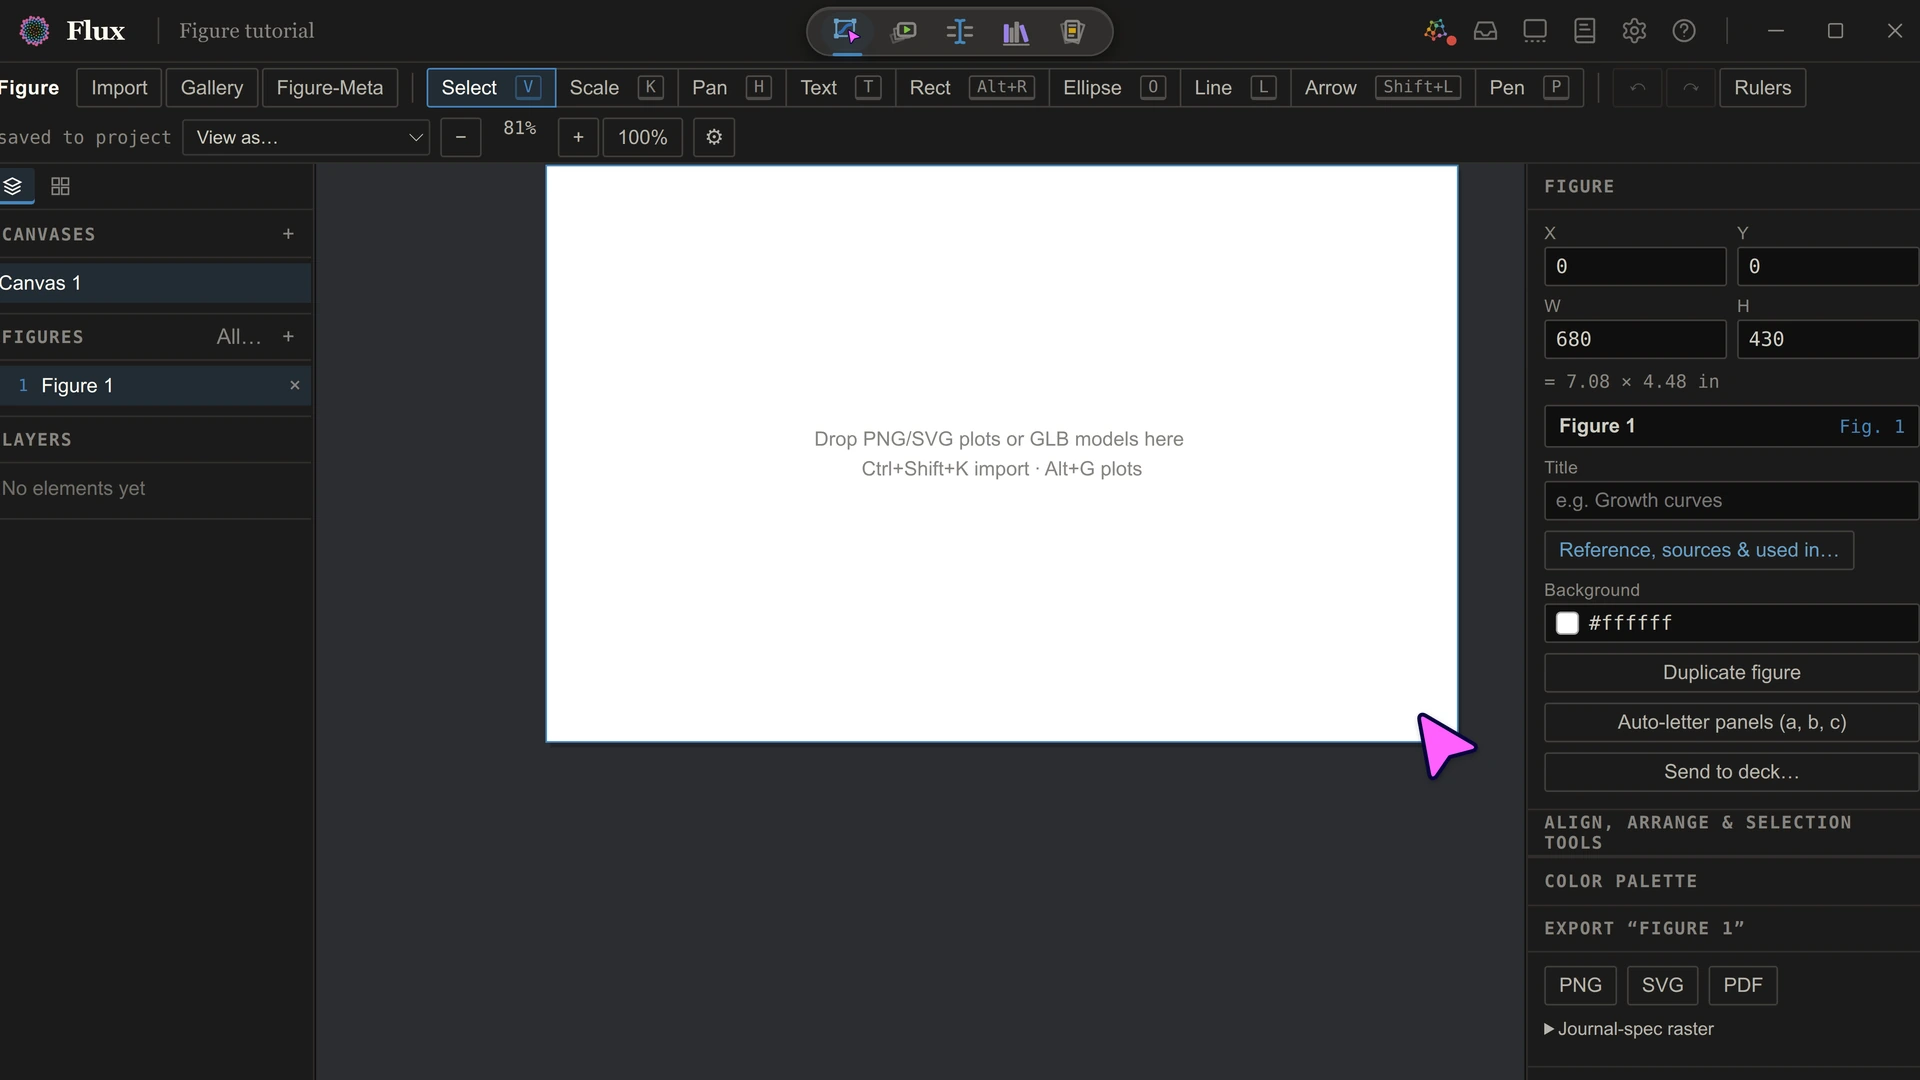 Flux
Figure tutorial
Figure
Import
Gallery
Figure-Meta
Select V
Scale K
Pan H
Text T
Rect Alt+R
Ellipse O
Line L
Arrow Shift+L
Pen P
Rulers
saved to project
View as…
−
81%
+
100%
CANVASES +
Canvas 1
FIGURES All… +
1 Figure 1 ×
LAYERS
No elements yet
Drop PNG/SVG plots or GLB models here
Ctrl+Shift+K import · Alt+G plots
FIGURE
X Y
0 0
W H
680 430
= 7.08 × 4.48 in
Figure 1 Fig. 1
Title
e.g. Growth curves
Reference, sources & used in…
Background
#ffffff
Duplicate figure
Auto-letter panels (a, b, c)
Send to deck…
ALIGN, ARRANGE & SELECTION
TOOLS
COLOR PALETTE
EXPORT “FIGURE 1”
PNG SVG PDF
Journal-spec raster